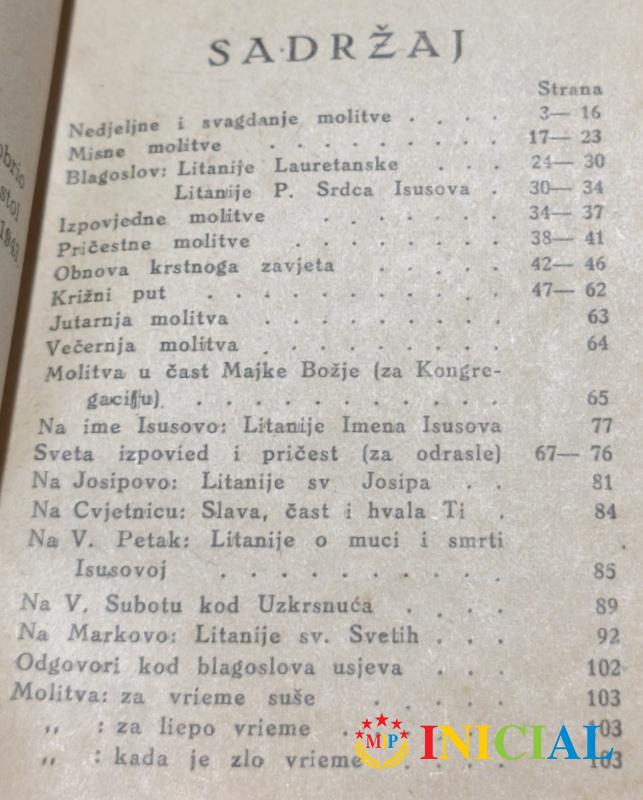 SADRŽAJ
Strana
Nedjeljne i svagdanje molitve . . . . 3— 16
Misne molitve . . . . . . . 17— 23
Blagoslov: Litanije Lauretanske . . . 24— 30
Litanije P. Srdca Isusova . 30— 34
Izpovjedne molitve . . . . . . 34— 37
Pričestne molitve . . . . . . . 38— 41
Obnova krstnoga zavjeta . . . . . 42— 46
Križni put . . . . . . . . 47— 62
Jutarnja molitva . . . . . . . 63
Večernja molitva . . . . . . . 64
Molitva u čast Majke Božje (za Kongre-
gaciju) . . . . . . . . . 65
Na ime Isusovo: Litanije Imena Isusova 77
Sveta izpovied i pričest (za odrasle) 67— 76
Na Josipovo: Litanije sv Josipa . . 81
Na Cvjetnicu: Slava, čast i hvala Ti . 84
Na V. Petak: Litanije o muci i smrti
Isusovoj . . . . . . . . 85
Na V. Subotu kod Uzkrsnuća . . . . 89
Na Markovo: Litanije sv. Svetih . . . 92
Odgovori kod blagoslova usjeva . . . 102
Molitva: za vrieme suše . . . . . 103
„ : za liepo vrieme . . . . 103
„ : kada je zlo vrieme . . . . 103
obrio
stol
1942.
MP INICIAL